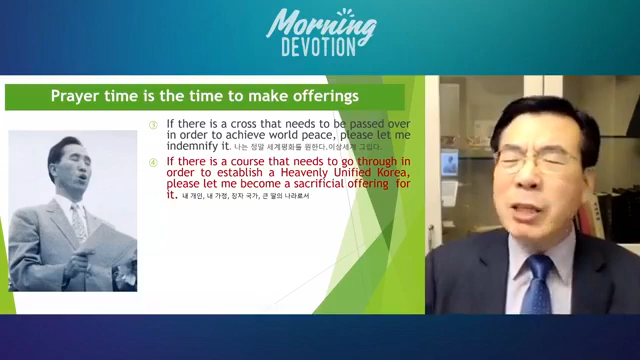 Morning
DEVOTION
Prayer time is the time to make offerings
③ If there is a cross that needs to be passed over
in order to achieve world peace, please let me
indemnify it. 나는 정말 세계평화를 원한다.이상세계 그립다.
④ If there is a course that needs to go through in
order to establish a Heavenly Unified Korea,
please let me become a sacrificial offering for
it. 내 개인, 내 가정, 장자 국가, 큰 딸의 나라로서